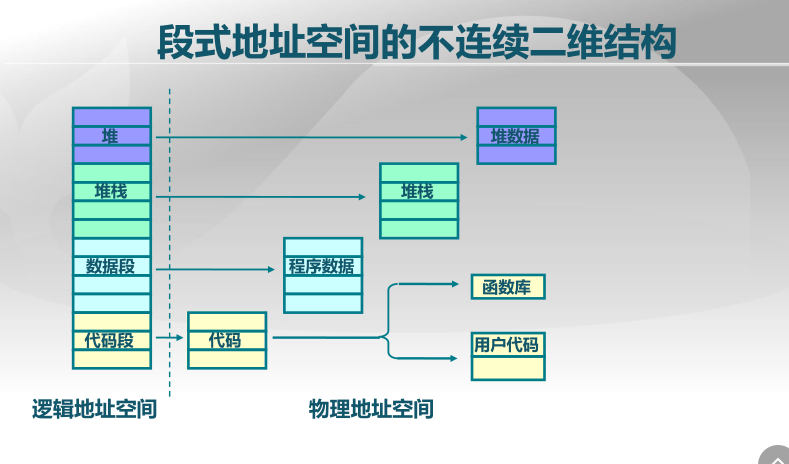 段式地址空间的不连续二维结构
堆
堆数据
堆栈
堆栈
数据段
程序数据
函数库
代码段
代码
用户代码
逻辑地址空间
物理地址空间